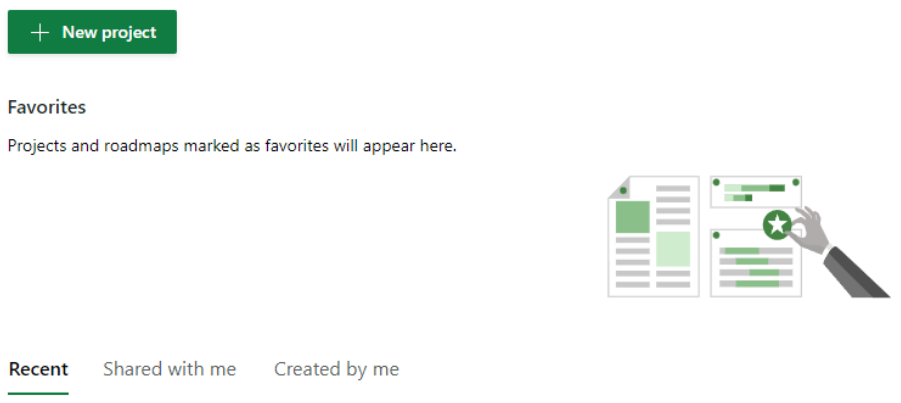 New project
Favorites
Projects and roadmaps marked as favorites will appear here.
Recent Shared with me Created by me